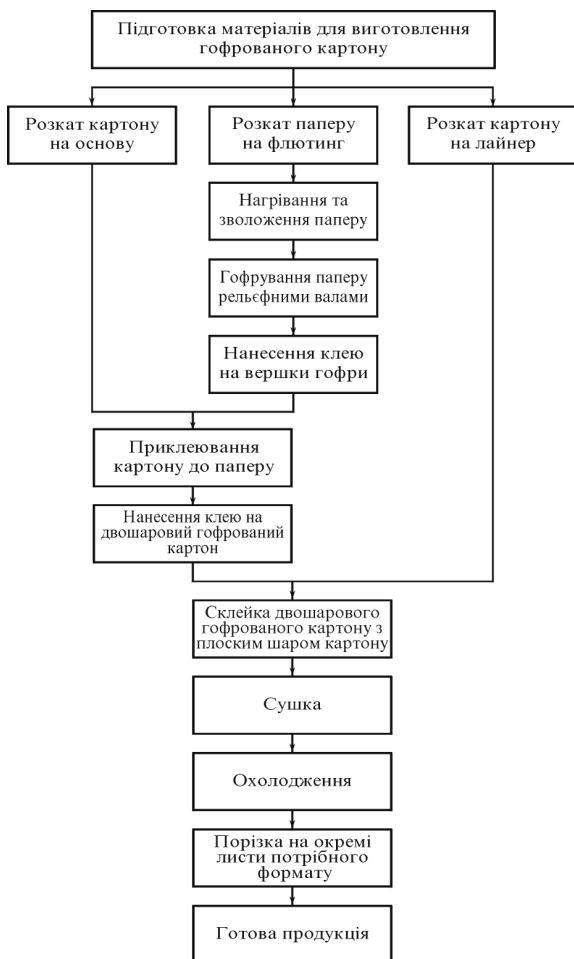 Підготовка матеріалів для виготовлення
гофрованого картону
Розкат картону
на основу
Розкат паперу
на флютинг
Розкат картону
на лайнер
Нагрівання та
зволоження паперу
Гофрування паперу
рельєфними валами
Нанесення клею
на вершки гофри
Приклеювання
картону до паперу
Нанесення клею на
двошаровий гофрований
картон
Склейка двошарового
гофрованого картону з
плоским шаром картону
Сушка
Охолодження
Порізка на окремі
листи потрібного
формату
Готова продукція